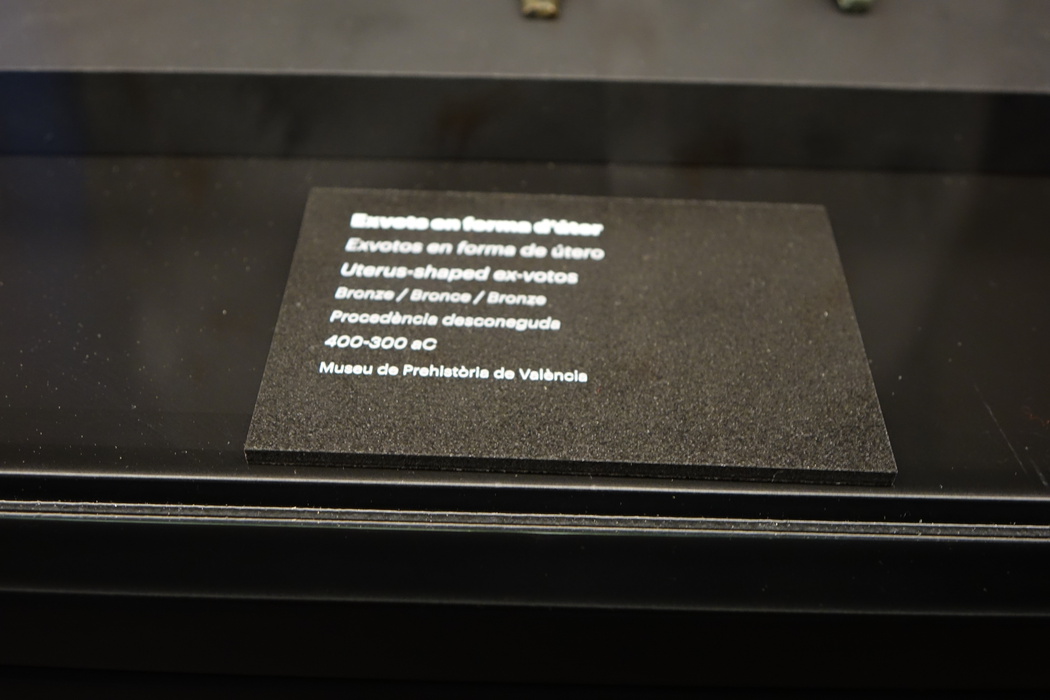 Exvots en forma d'úter
Exvotos en forma de útero
Uterus-shaped ex-votos
Bronze / Bronce / Bronze
Procedència desconeguda
400-300 aC
Museu de Prehistòria de València